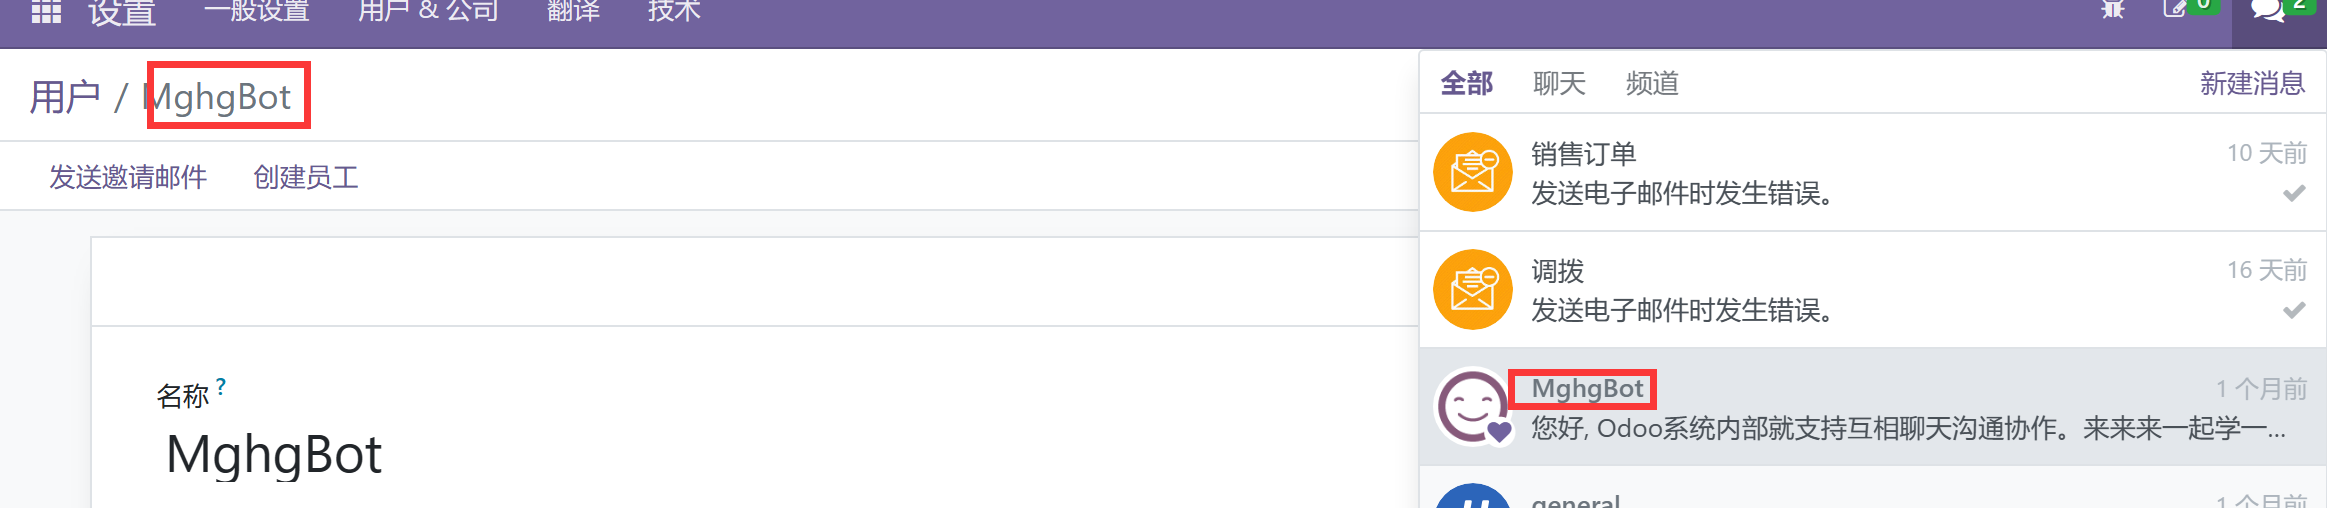 设置 一般设置 用户 & 公司 翻译 技术 0 2
用户 / MghgBot
发送邀请邮件 创建员工
名称 ?
MghgBot
全部 聊天 频道 新建消息
销售订单 10 天前
发送电子邮件时发生错误。
调拨 16 天前
发送电子邮件时发生错误。
MghgBot 1 个月前
您好, Odoo系统内部就支持互相聊天沟通协作。来来来一起学一...
general 1 个月前